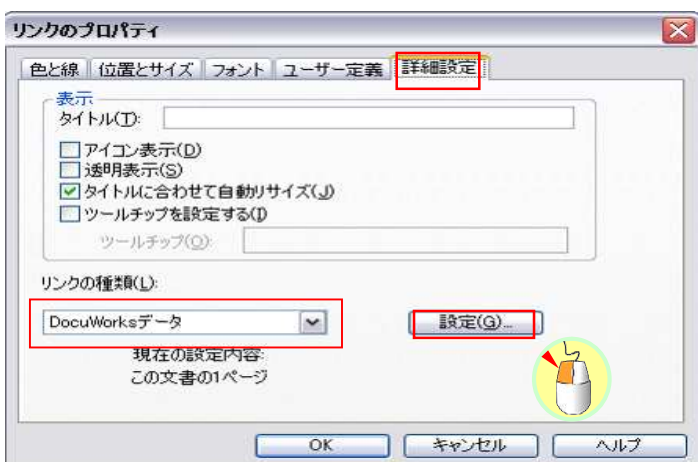 リンクのプロパティ
色と線 位置とサイズ フォント ユーザー定義 詳細設定
表示
タイトル(T):
アイコン表示(D)
透明表示(S)
タイトルに合わせて自動リサイズ(J)
ツールチップを設定する(I)
ツールチップ(O):
リンクの種類(L):
DocuWorksデータ 設定(G)...
現在の設定内容:
この文書の1ページ
OK キャンセル ヘルプ